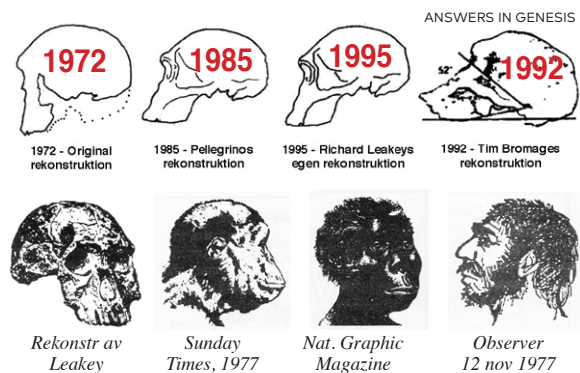 ANSWERS IN GENESIS
1972
1985
1995
1992
52°
1972 - Original
rekonstruktion
1985 - Pellegrinos
rekonstruktion
1995 - Richard Leakeys
egen rekonstruktion
1992 - Tim Bromages
rekonstruktion
Rekonstr av
Leakey
Sunday
Times, 1977
Nat. Graphic
Magazine
Observer
12 nov 1977